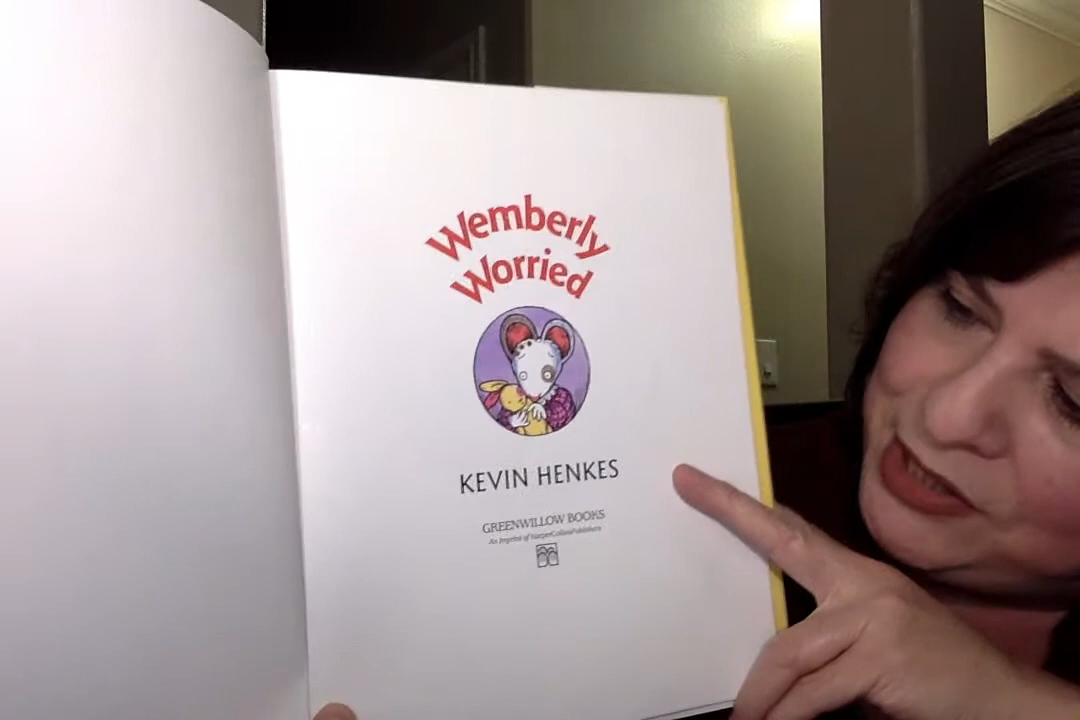 Wemberly
Worried
KEVIN HENKES
GREENWILLOW BOOKS
An Imprint of HarperCollinsPublishers